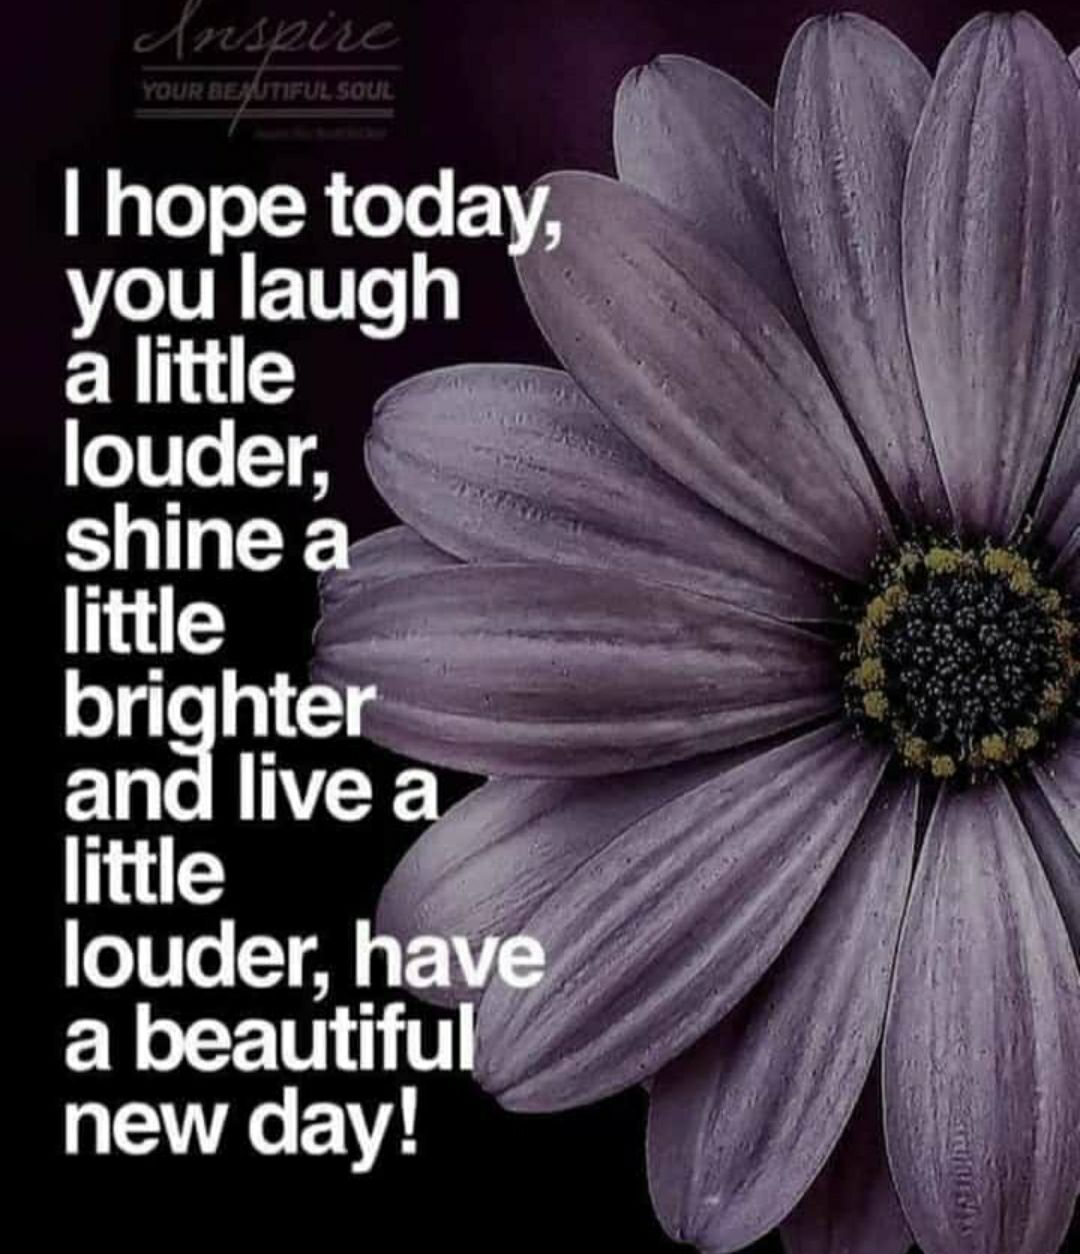 Inspire
YOUR BEAUTIFUL SOUL
I hope today,
you laugh
a little
louder,
shine a
little
brighter
and live a
little
louder, have
a beautiful
new day!